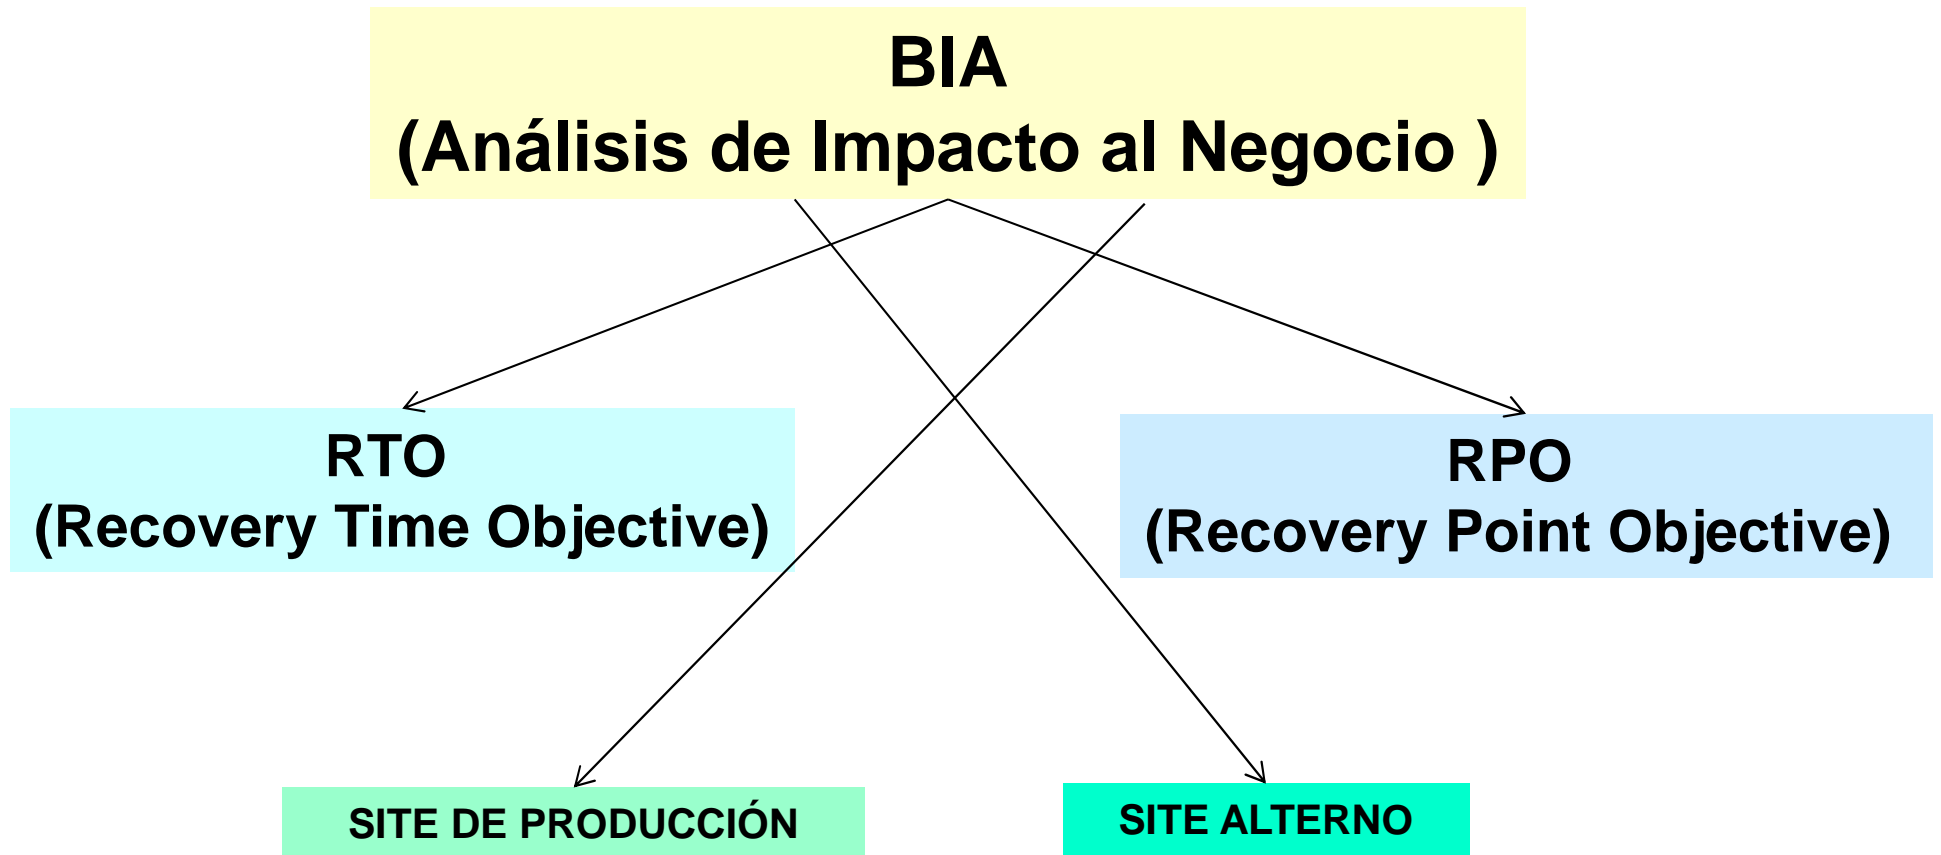 BIA
(Análisis de Impacto al Negocio )
RTO
(Recovery Time Objective)
RPO
(Recovery Point Objective)
SITE DE PRODUCCIÓN
SITE ALTERNO